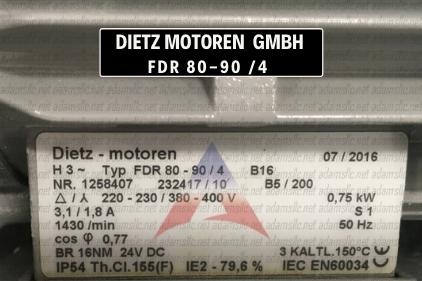 DIETZ MOTOREN GMBH
FDR 80-90 /4
Dietz - motoren 07 / 2016
H 3~ Typ FDR 80 - 90 / 4 B16
NR. 1258407 232417 / 10 B5 / 200
△ / ⅄ 220 - 230 / 380 - 400 V 0,75 kW
3,1 / 1,8 A S 1
1430 /min 50 Hz
cos φ 0,77
BR 16NM 24V DC 3 KALTL.150°C
IP54 Th.Cl.155(F) IE2 - 79,6 % IEC EN60034